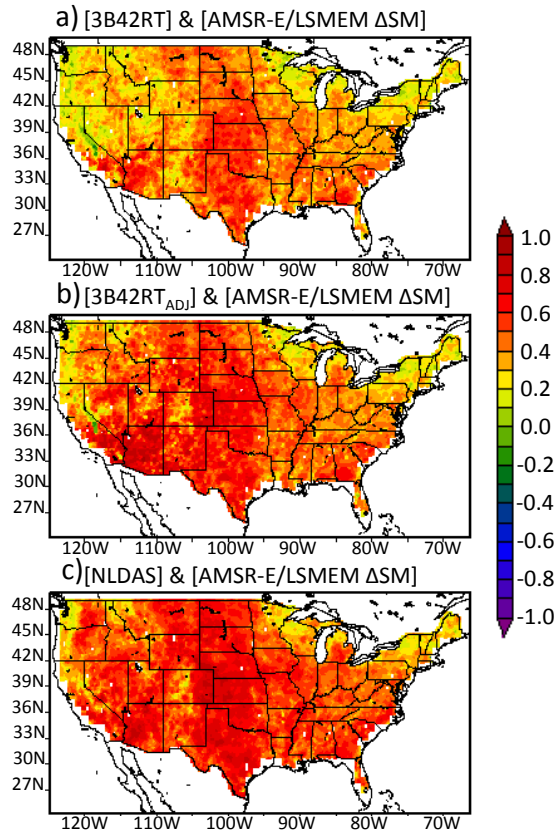 a) [3B42RT] & [AMSR-E/LSMEM ΔSM]
48N
45N
42N
39N
36N
33N
30N
27N
120W 110W 100W 90W 80W 70W
b) [3B42RT_ADJ] & [AMSR-E/LSMEM ΔSM]
48N
45N
42N
39N
36N
33N
30N
27N
120W 110W 100W 90W 80W 70W
c) [NLDAS] & [AMSR-E/LSMEM ΔSM]
48N
45N
42N
39N
36N
33N
30N
27N
120W 110W 100W 90W 80W 70W
1.0
0.8
0.6
0.4
0.2
0.0
-0.2
-0.4
-0.6
-0.8
-1.0